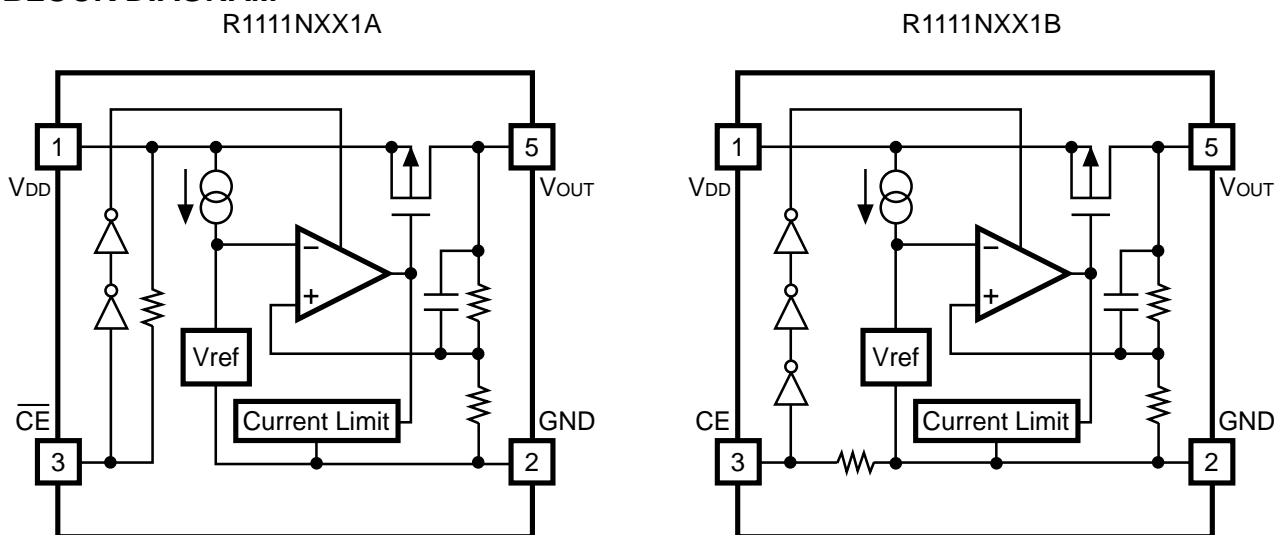 R1111NXX1A
1
5
VDD
VOUT
−
+
Vref
CE
Current Limit
GND
3
2
R1111NXX1B
1
5
VDD
VOUT
−
+
Vref
CE
Current Limit
GND
3
2